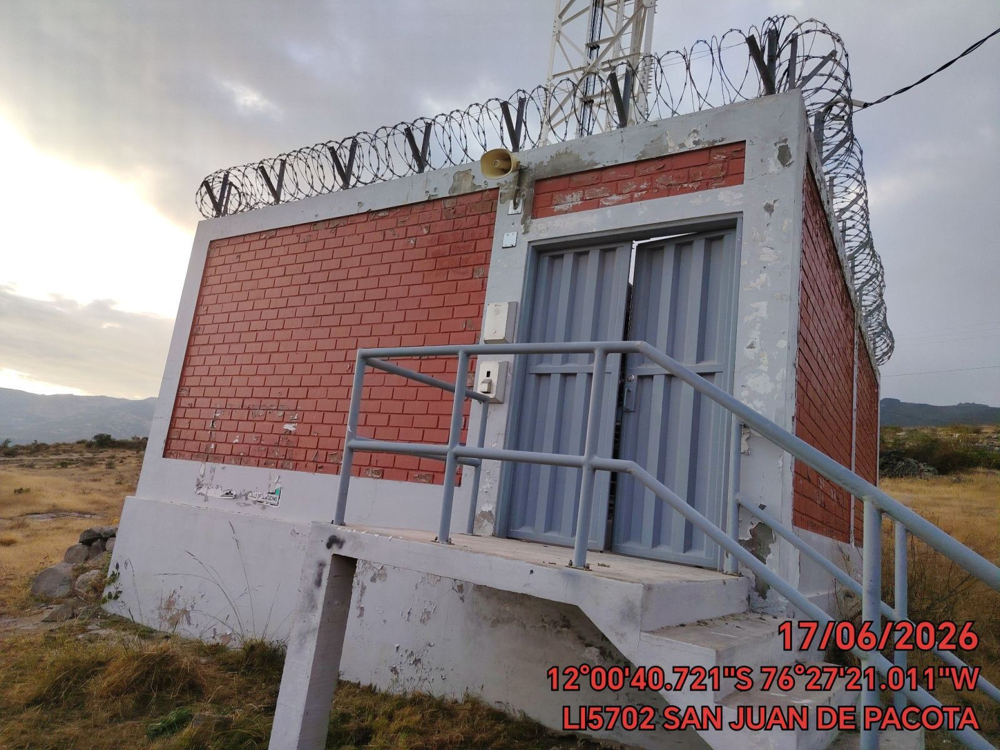 17/06/2026
12°00'40.721"S 76°27'21.011"W
LI5702 SAN JUAN DE PACOTA